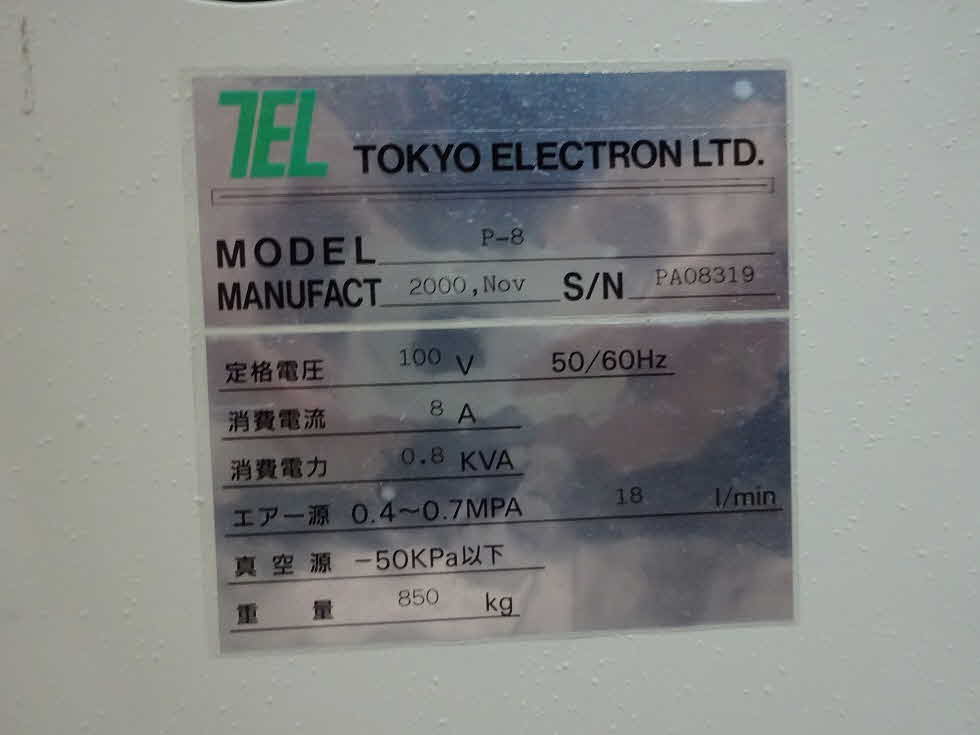 TEL TOKYO ELECTRON LTD.
MODEL P-8
MANUFACT 2000,Nov S/N PA08319
定格電圧 100 V 50/60Hz
消費電流 8 A
消費電力 0.8 KVA
エアー源 0.4～0.7MPA 18 l/min
真空源 -50KPa以下
重量 850 kg